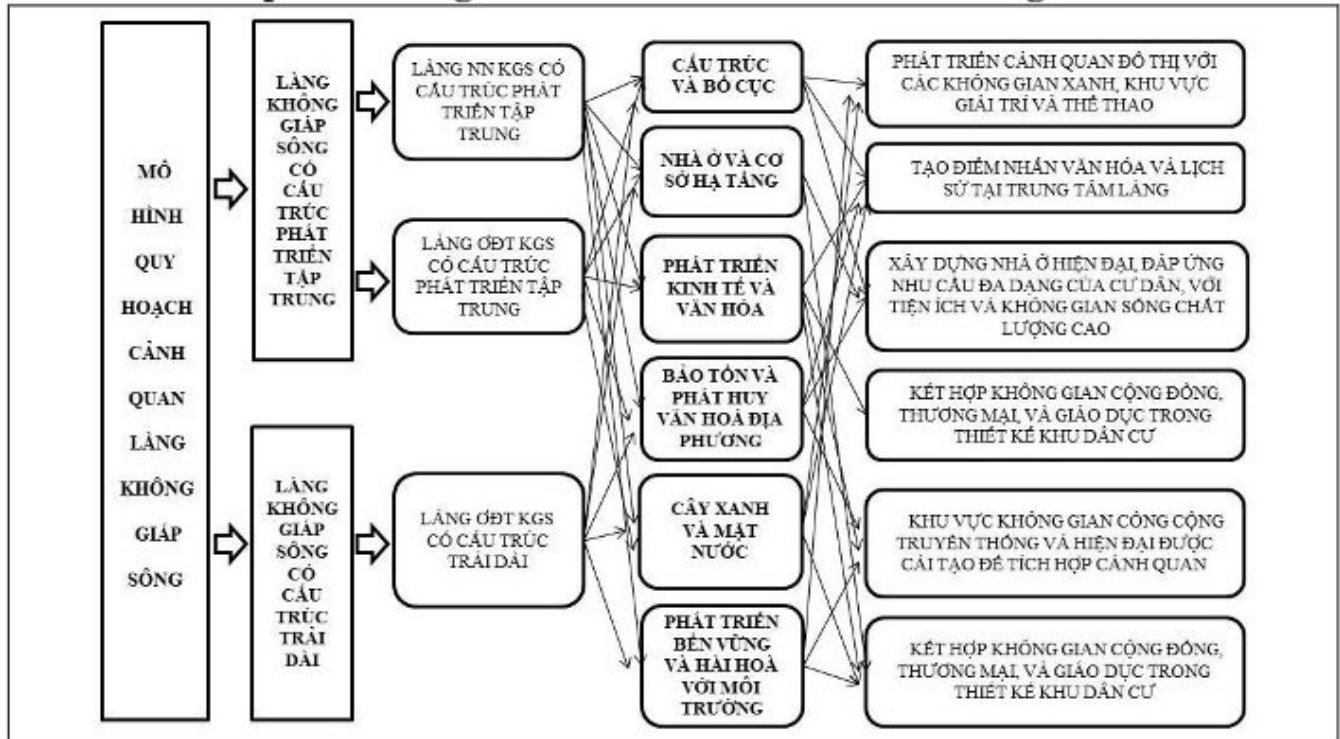 MÔ
HÌNH
QUY
HOẠCH
CẢNH
QUAN
LÀNG
KHÔNG
GIÁP
SÔNG
LÀNG
KHÔNG
GIÁP
SÔNG
CÓ
CẤU
TRÚC
PHÁT
TRIỂN
TẬP
TRUNG
LÀNG
KHÔNG
GIÁP
SÔNG
CÓ
CẤU
TRÚC
TRẢI
DÀI
LÀNG NN KGS CÓ
CẤU TRÚC PHÁT
TRIỂN TẬP
TRUNG
LÀNG ƠĐT KGS
CÓ CẤU TRÚC
PHÁT TRIỂN TẬP
TRUNG
LÀNG ƠĐT KGS
CÓ CẤU TRÚC
TRẢI DÀI
CẤU TRÚC
VÀ BỐ CỤC
NHÀ Ở VÀ CƠ
SỞ HẠ TẦNG
PHÁT TRIỂN
KINH TẾ VÀ
VĂN HÓA
BẢO TỒN VÀ
PHÁT HUY
VĂN HOÁ ĐỊA
PHƯƠNG
CÂY XANH
VÀ MẶT
NƯỚC
PHÁT TRIỂN
BỀN VỮNG
VÀ HÀI HOÀ
VỚI MÔI
TRƯỜNG
PHÁT TRIỂN CẢNH QUAN ĐÔ THỊ VỚI
CÁC KHÔNG GIAN XANH, KHU VỰC
GIẢI TRÍ VÀ THỂ THAO
TẠO ĐIỂM NHẤN VĂN HÓA VÀ LỊCH
SỬ TẠI TRUNG TÂM LÀNG
XÂY DỰNG NHÀ Ở HIỆN ĐẠI, ĐÁP ỨNG
NHU CẦU ĐA DẠNG CỦA CƯ DÂN, VỚI
TIỆN ÍCH VÀ KHÔNG GIAN SỐNG CHẤT
LƯỢNG CAO
KẾT HỢP KHÔNG GIAN CỘNG ĐỒNG,
THƯƠNG MẠI, VÀ GIÁO DỤC TRONG
THIẾT KẾ KHU DÂN CƯ
KHU VỰC KHÔNG GIAN CÔNG CỘNG
TRUYỀN THỐNG VÀ HIỆN ĐẠI ĐƯỢC
CẢI TẠO ĐỂ TÍCH HỢP CẢNH QUAN
KẾT HỢP KHÔNG GIAN CỘNG ĐỒNG,
THƯƠNG MẠI, VÀ GIÁO DỤC TRONG
THIẾT KẾ KHU DÂN CƯ